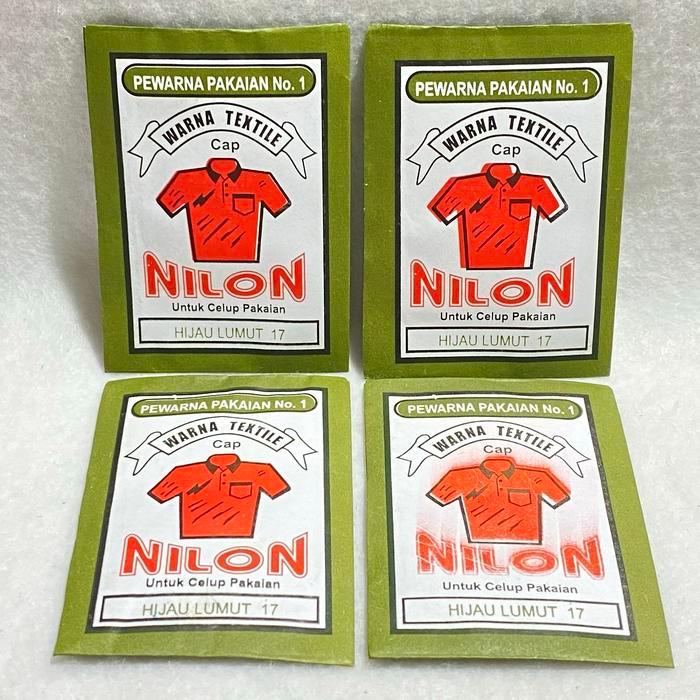 PEWARNA PAKAIAN No. 1
WARNA TEXTILE
Cap
NILON
Untuk Celup Pakaian
HIJAU LUMUT 17
PEWARNA PAKAIAN No. 1
WARNA TEXTILE
Cap
NILON
Untuk Celup Pakaian
HIJAU LUMUT 17
PEWARNA PAKAIAN No. 1
WARNA TEXTILE
Cap
NILON
Untuk Celup Pakaian
HIJAU LUMUT 17
PEWARNA PAKAIAN No. 1
WARNA TEXTILE
Cap
NILON
Untuk Celup Pakaian
HIJAU LUMUT 17